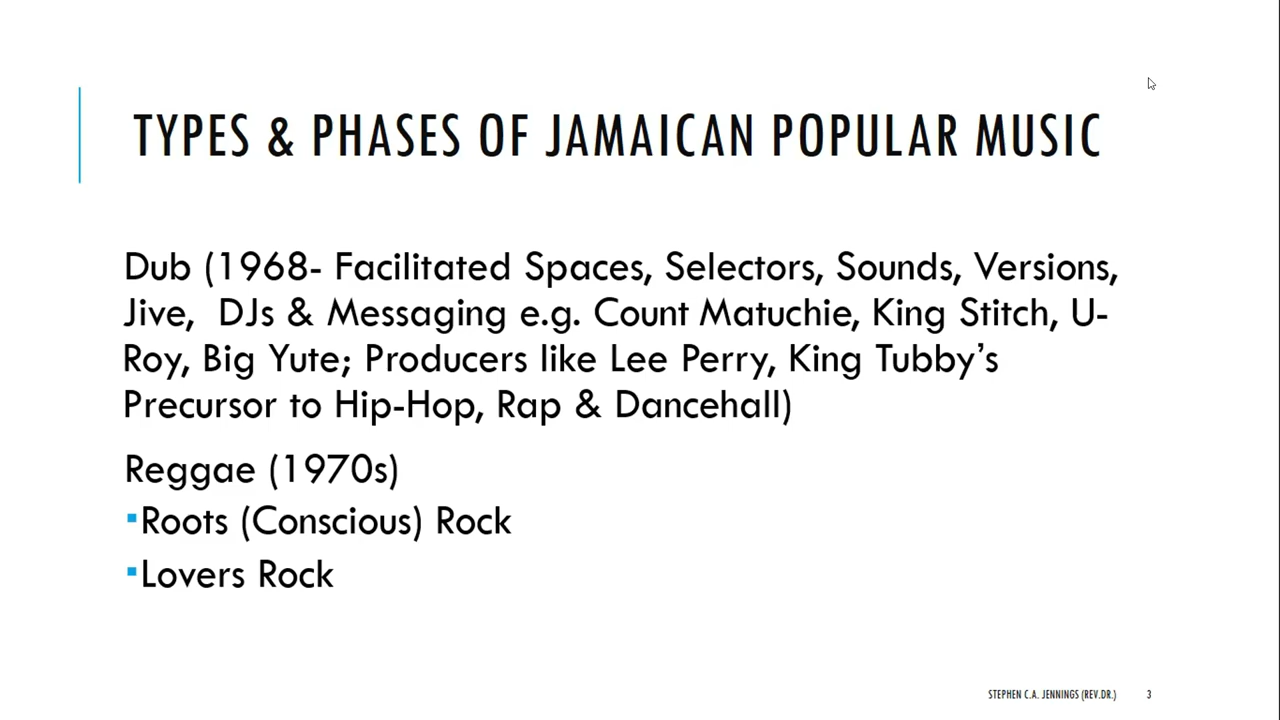 TYPES & PHASES OF JAMAICAN POPULAR MUSIC
Dub (1968- Facilitated Spaces, Selectors, Sounds, Versions,
Jive,  DJs & Messaging e.g. Count Matuchie, King Stitch, U-
Roy, Big Yute; Producers like Lee Perry, King Tubby’s
Precursor to Hip-Hop, Rap & Dancehall)
Reggae (1970s)
▪Roots (Conscious) Rock
▪Lovers Rock
STEPHEN C.A. JENNINGS (REV.DR.) 3